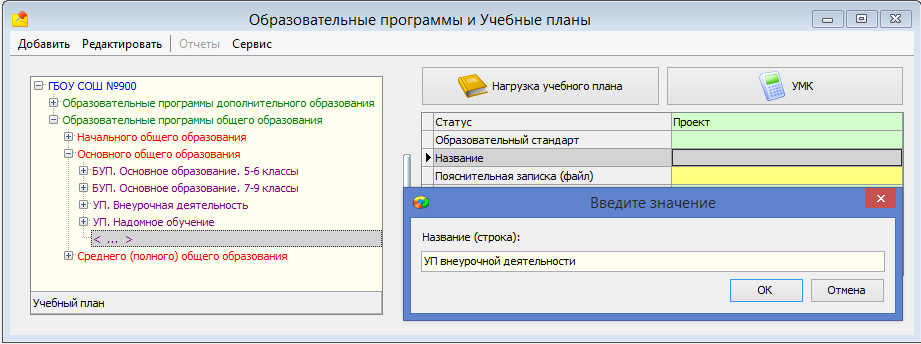 Образовательные программы и Учебные планы
Добавить Редактировать Отчеты Сервис
ГБОУ СОШ №900
Образовательные программы дополнительного образования
Образовательные программы общего образования
Начального общего образования
Основного общего образования
БУП. Основное образование. 5-6 классы
БУП. Основное образование. 7-9 классы
УП. Внеурочная деятельность
УП. Надомное обучение
< ... >
Среднего (полного) общего образования
Учебный план
Нагрузка учебного плана
УМК
Статус Проект
Образовательный стандарт
Название
Пояснительная записка (файл)
Введите значение
Название (строка):
УП внеурочной деятельности
ОК Отмена